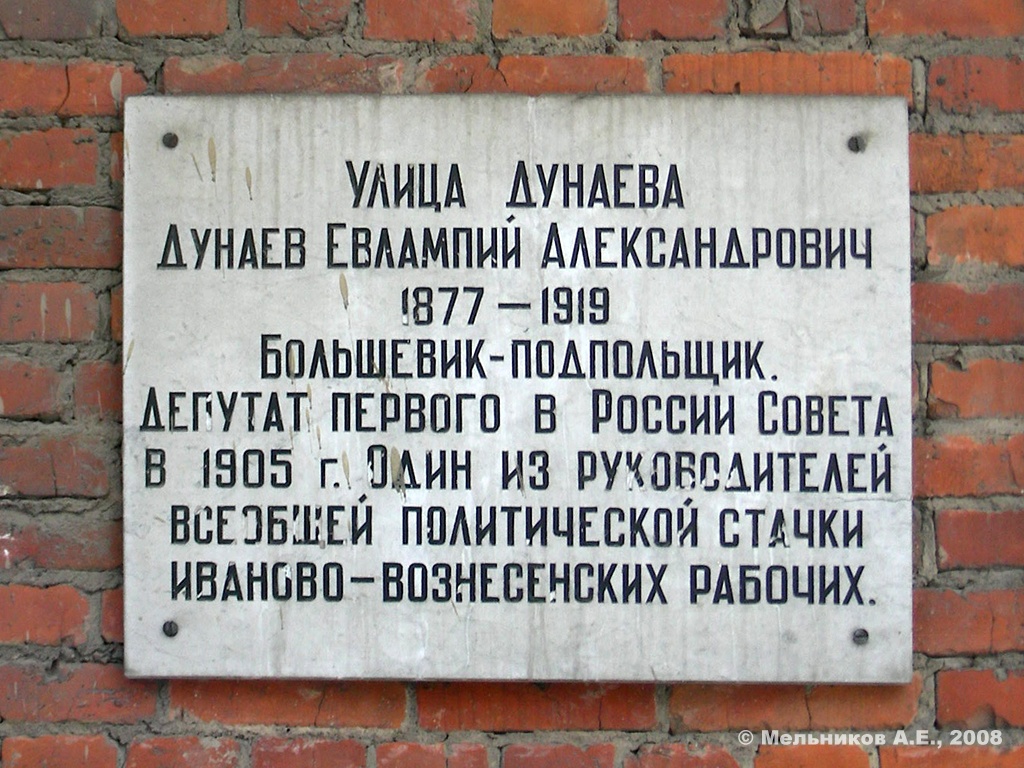 Улица Дунаева
Дунаев Евлампий Александрович
1877 – 1919
Большевик-подпольщик.
Депутат первого в России Совета
в 1905 г. Один из руководителей
всеобщей политической стачки
иваново – вознесенских рабочих.
© Мельников А.Е., 2008